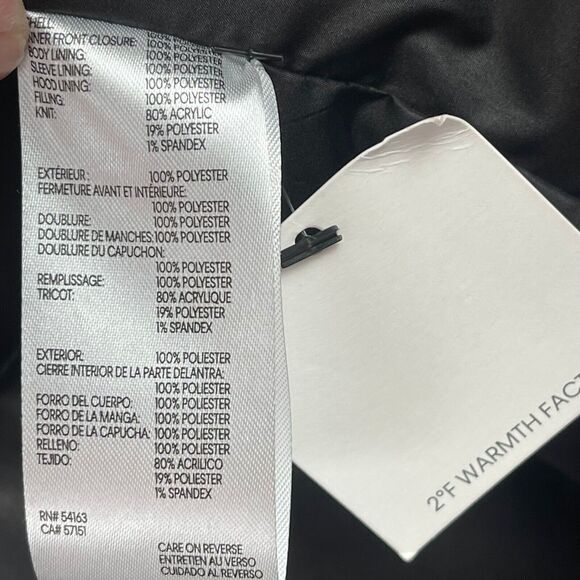 SHELL:
INNER FRONT CLOSURE: 100% POLYESTER
BODY LINING: 100% POLYESTER
SLEEVE LINING: 100% POLYESTER
HOOD LINING: 100% POLYESTER
FILLING: 100% POLYESTER
KNIT: 80% ACRYLIC
19% POLYESTER
1% SPANDEX
EXTÉRIEUR: 100% POLYESTER
FERMETURE AVANT ET INTÉRIEURE:
100% POLYESTER
DOUBLURE: 100% POLYESTER
DOUBLURE DE MANCHES: 100% POLYESTER
DOUBLURE DU CAPUCHON:
100% POLYESTER
REMPLISSAGE: 100% POLYESTER
TRICOT: 80% ACRYLIQUE
19% POLYESTER
1% SPANDEX
EXTERIOR: 100% POLIESTER
CIERRE INTERIOR DE LA PARTE DELANTRA:
100% POLIESTER
FORRO DEL CUERPO: 100% POLIESTER
FORRO DE LA MANGA: 100% POLIESTER
FORRO DE LA CAPUCHA: 100% POLIESTER
RELLENO: 100% POLIESTER
TEJIDO: 80% ACRILICO
19% POLIESTER
1% SPANDEX
RN# 54163
CA# 57151
CARE ON REVERSE
ENTRETIEN AU VERSO
CUIDADO AL REVERSO
2°F WARMTH FACT